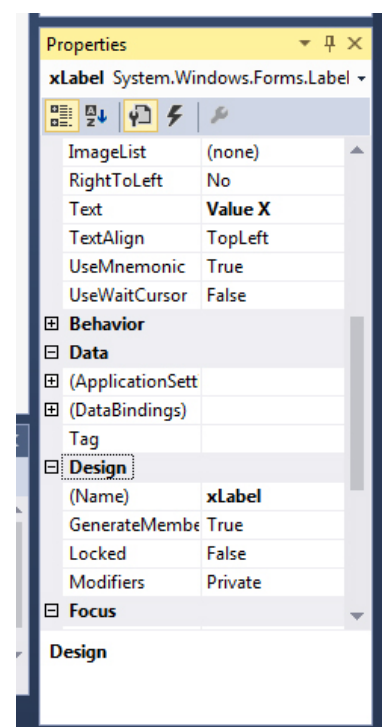 Properties
xLabel System.Windows.Forms.Label
ImageList (none)
RightToLeft No
Text Value X
TextAlign TopLeft
UseMnemonic True
UseWaitCursor False
Behavior
Data
(ApplicationSett
(DataBindings)
Tag
Design
(Name) xLabel
GenerateMembe True
Locked False
Modifiers Private
Focus
Design